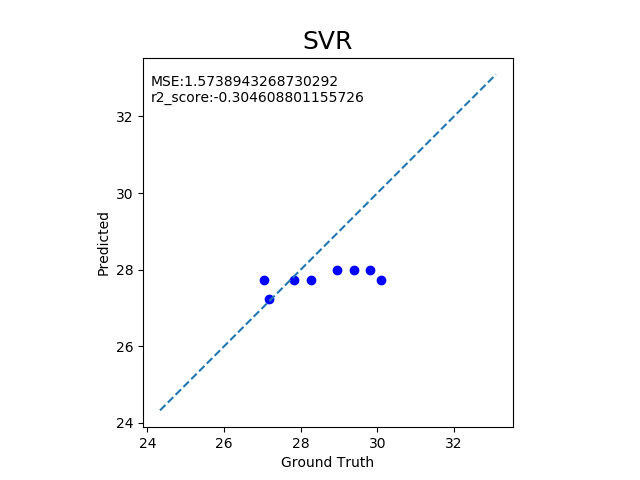 SVR
MSE:1.5738943268730292
r2_score:-0.304608801155726
32
30
28
26
24
Predicted
24 26 28 30 32
Ground Truth